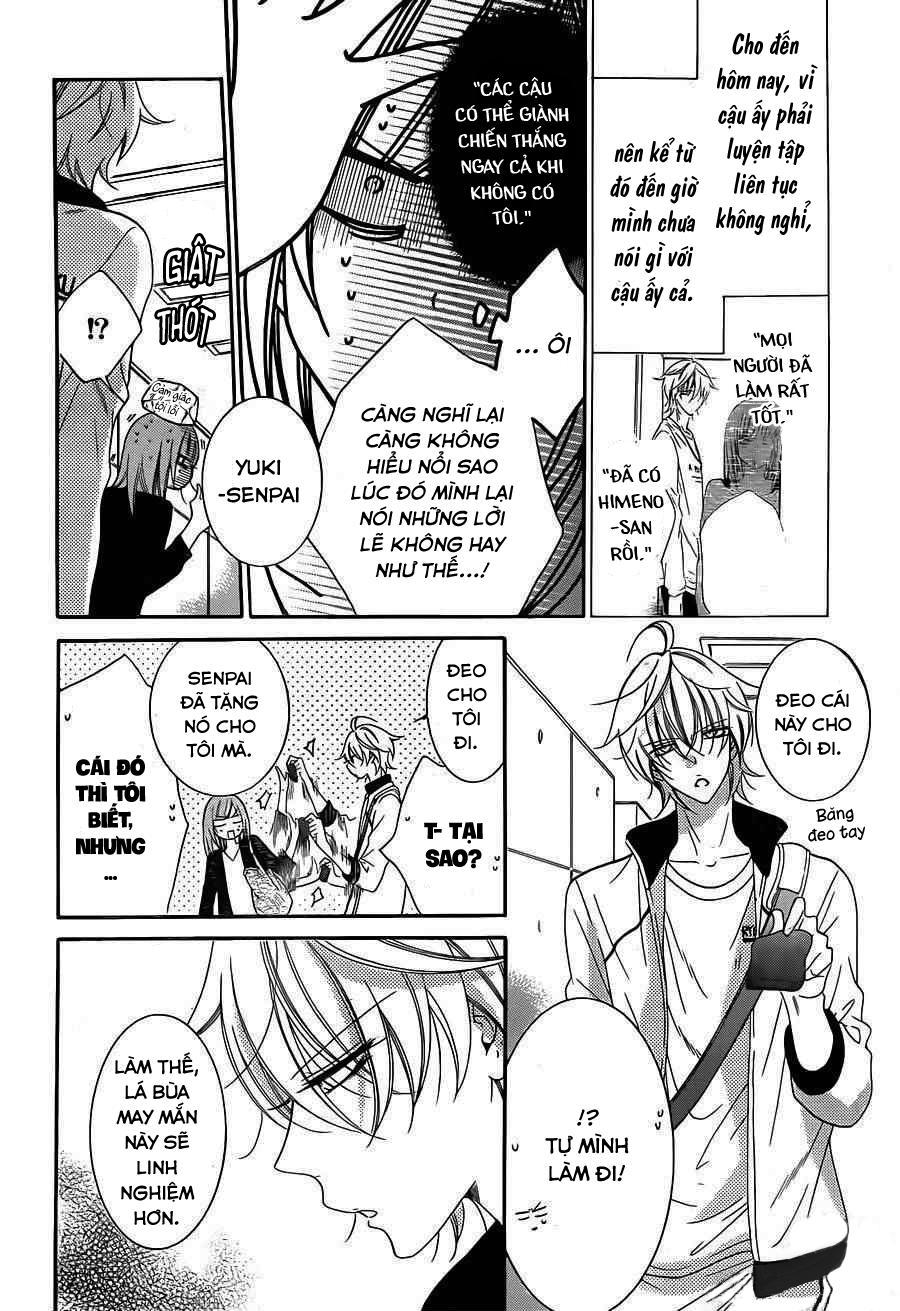 Cho đến
hôm nay, vì
cậu ấy phải
luyện tập
liên tục
không nghỉ,
nên kể từ
đó đến giờ
mình chưa
nói gì với
cậu ấy cả.
"MỌI
NGƯỜI ĐÃ
LÀM RẤT
TỐT."
"ĐÃ CÓ
HIMENO
-SAN
RỒI."
"CÁC CẬU
CÓ THỂ GIÀNH
CHIẾN THẮNG
NGAY CẢ KHI
KHÔNG CÓ
TÔI."
... ÔI
CÀNG NGHĨ LẠI
CÀNG KHÔNG
HIỂU NỔI SAO
LÚC ĐÓ MÌNH LẠI
NÓI NHỮNG LỜI
LẼ KHÔNG HAY
NHƯ THẾ...!
YUKI
-SENPAI
GIẬT
THÓT
!?
Cảm giác
tội lỗi
ĐEO CÁI
NÀY CHO
TÔI ĐI.
Băng
đeo tay
!?
TỰ MÌNH
LÀM ĐI!
ĐEO
CHO
TÔI
ĐI.
T- TẠI
SAO?
SENPAI
ĐÃ TẶNG
NÓ CHO
TÔI MÀ.
CÁI ĐÓ
THÌ TÔI
BIẾT,
NHƯNG
...
LÀM THẾ,
LÁ BÙA
MAY MẮN
NÀY SẼ
LINH
NGHIỆM
HƠN.